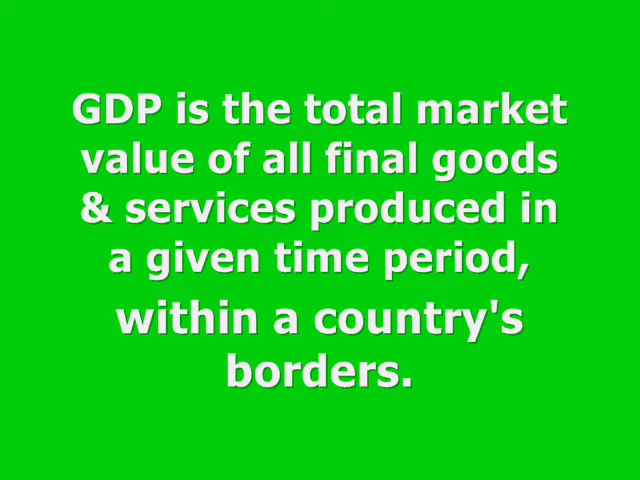 GDP is the total market
value of all final goods
& services produced in
a given time period,
within a country's
borders.